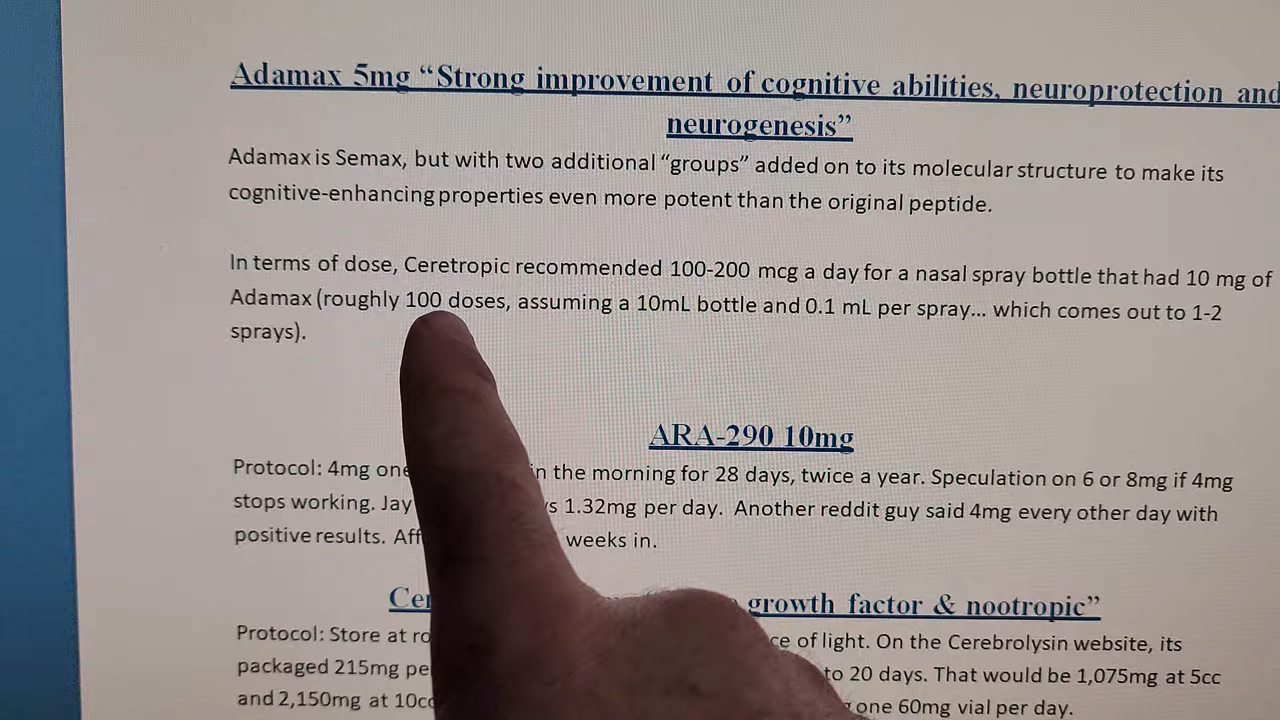 Adamax 5mg “Strong improvement of cognitive abilities, neuroprotection and
neurogenesis”
Adamax is Semax, but with two additional “groups” added on to its molecular structure to make its
cognitive-enhancing properties even more potent than the original peptide.
In terms of dose, Ceretropic recommended 100-200 mcg a day for a nasal spray bottle that had 10 mg of
Adamax (roughly 100 doses, assuming a 10mL bottle and 0.1 mL per spray... which comes out to 1-2
sprays).
ARA-290 10mg
Protocol: 4mg in the morning for 28 days, twice a year. Speculation on 6 or 8mg if 4mg
stops working. Jay 1.32mg per day. Another reddit guy said 4mg every other day with
positive results. weeks in.
growth factor & nootropic”
Protocol: Store at of light. On the Cerebrolysin website, its
packaged 215mg to 20 days. That would be 1,075mg at 5cc
and 2,150mg at one 60mg vial per day.